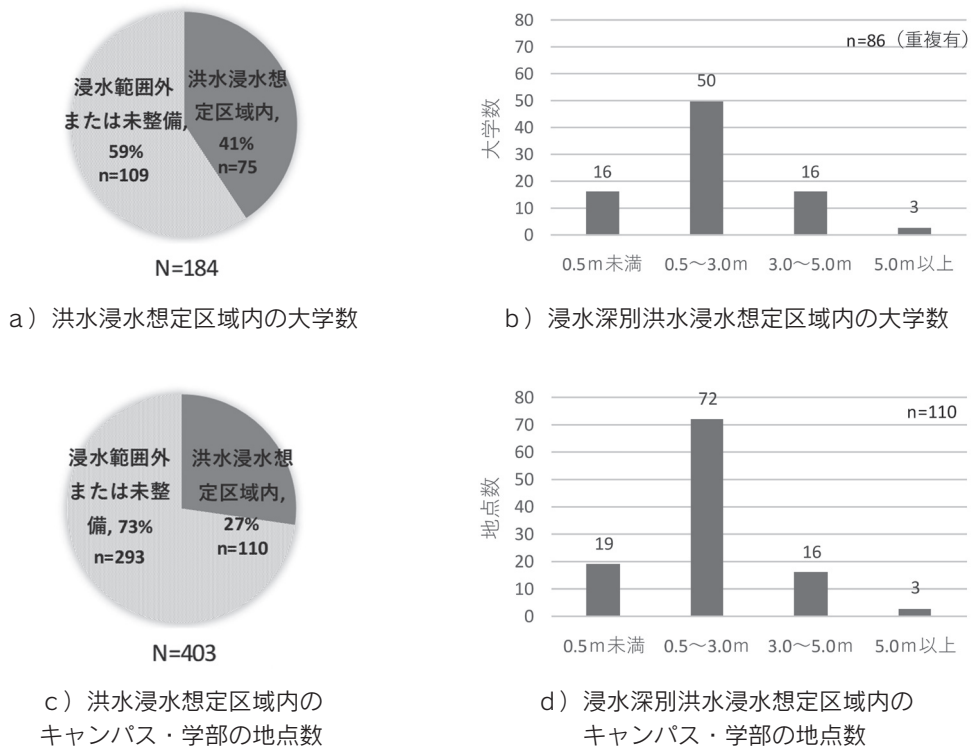 浸水範囲外
または未整備,
59%
n=109
洪水浸水想
定区域内,
41%
n=75
N=184
a）洪水浸水想定区域内の大学数
大学数
80
70
60
50
40
30
20
10
0
n=86（重複有）
16
50
16
3
0.5m未満
0.5～3.0m
3.0～5.0m
5.0m以上
b）浸水深別洪水浸水想定区域内の大学数
浸水範囲外
または未整
備, 73%
n=293
洪水浸水想
定区域内,
27%
n=110
N=403
c）洪水浸水想定区域内の
キャンパス・学部の地点数
地点数
80
70
60
50
40
30
20
10
0
n=110
19
72
16
3
0.5m未満
0.5～3.0m
3.0～5.0m
5.0m以上
d）浸水深別洪水浸水想定区域内の
キャンパス・学部の地点数